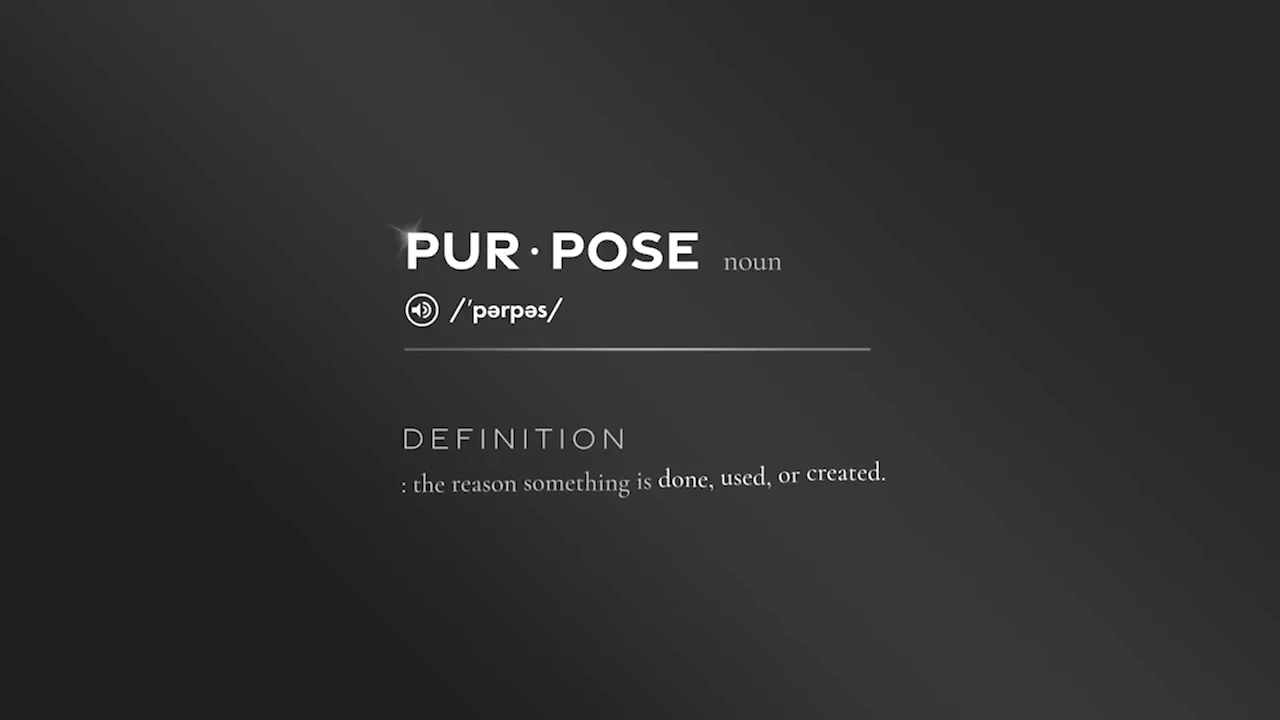 PUR·POSE noun
/ˈpərpəs/
DEFINITION
: the reason something is done, used, or created.